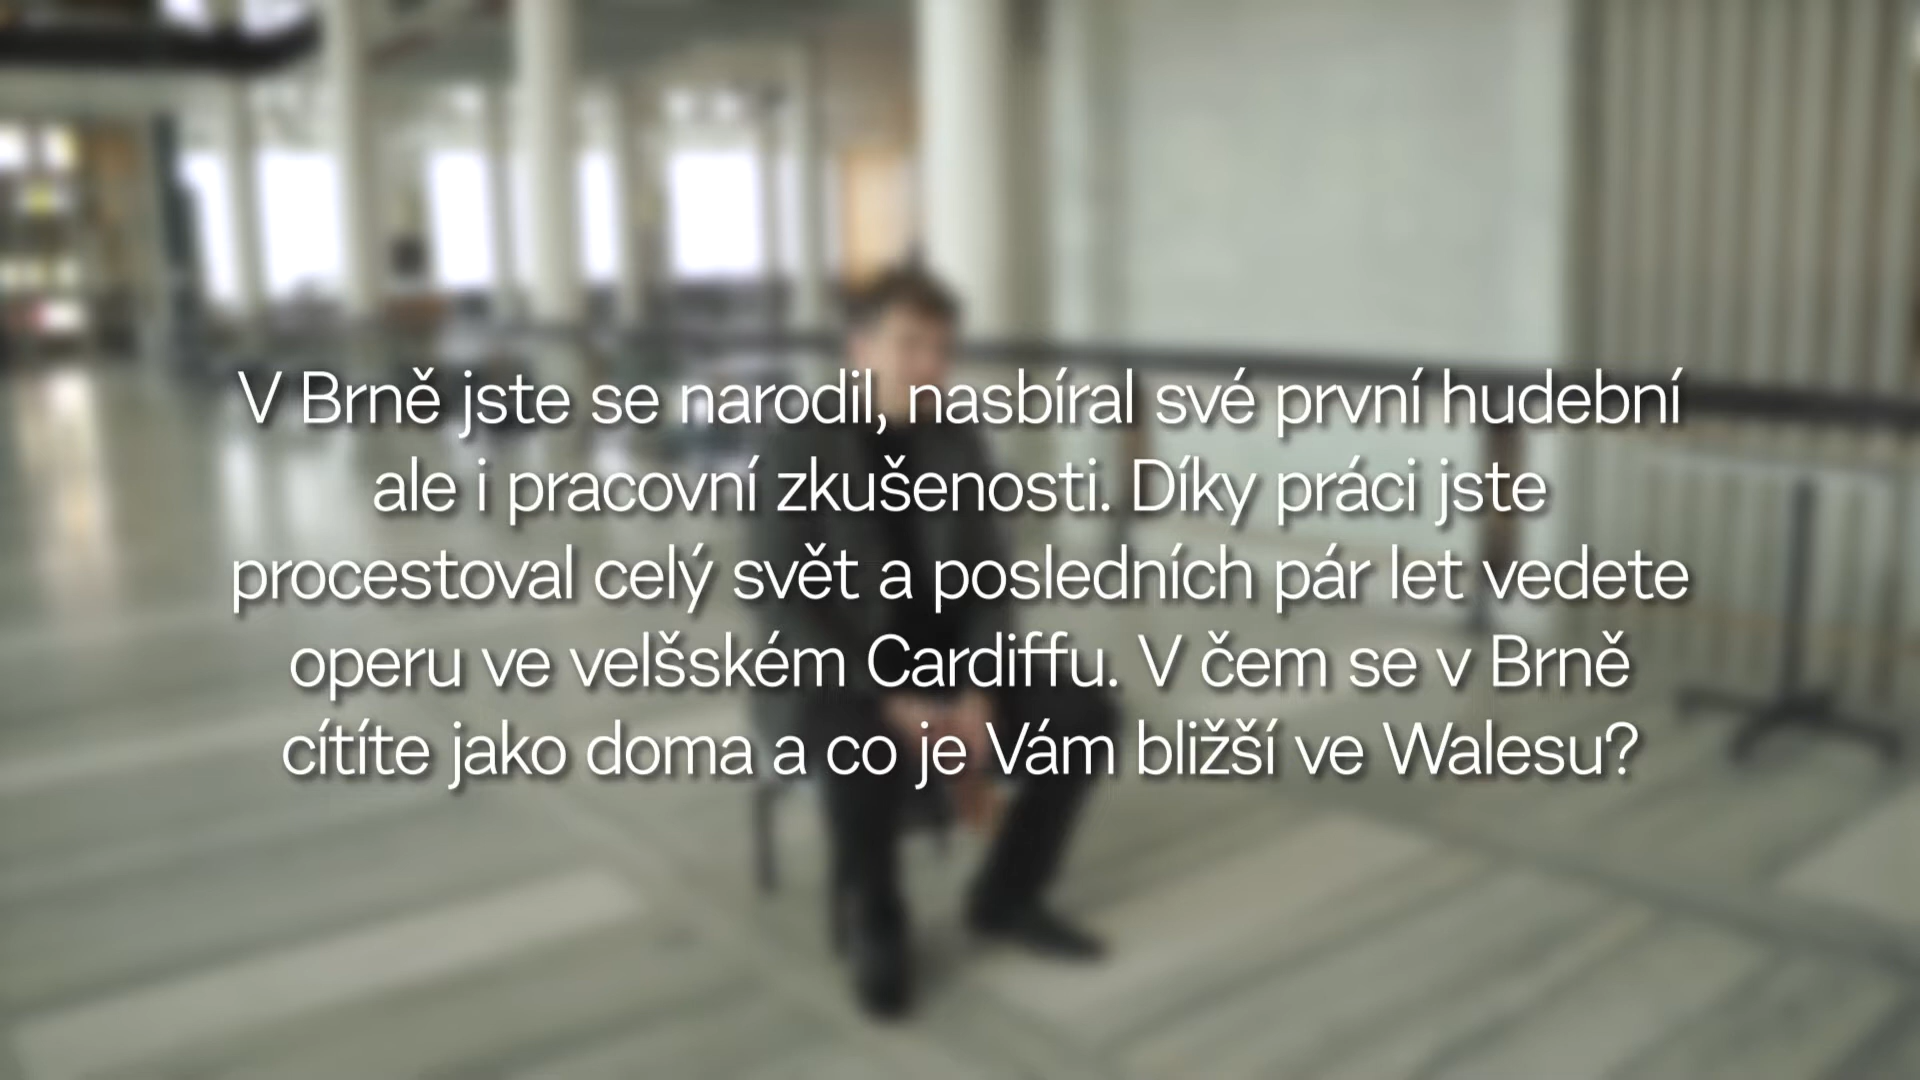 V Brně jste se narodil, nasbíral své první hudební
ale i pracovní zkušenosti. Díky práci jste
procestoval celý svět a posledních pár let vedete
operu ve velšském Cardiffu. V čem se v Brně
cítíte jako doma a co je Vám bližší ve Walesu?